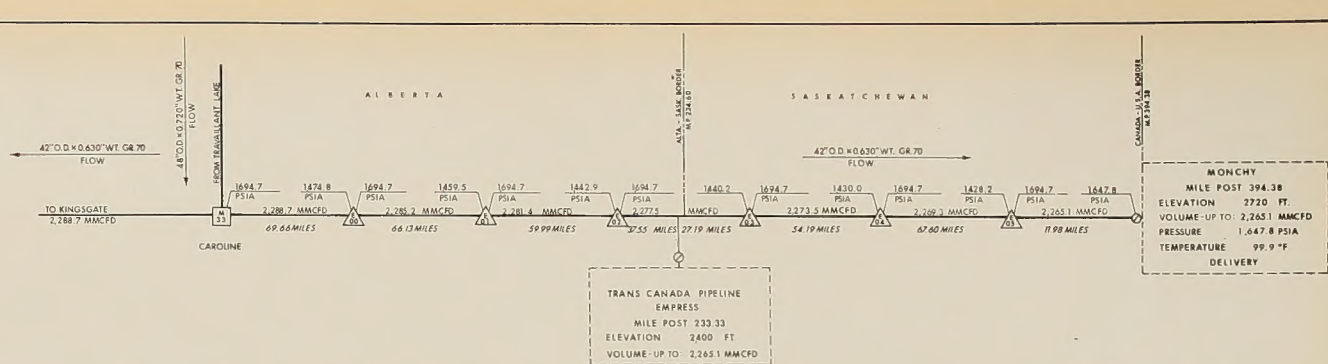 ALBERTA
SASKATCHEWAN
ALTA.-SASK. BORDER
M.P. 234.60
CANADA-U.S.A. BORDER
M.P. 394.38
48" O.D. × 0.720" WT. GR. 70
FLOW
FROM TRAVAILLANT LAKE
42" O.D. × 0.630" WT. GR. 70
FLOW
42" O.D. × 0.630" WT. GR. 70
FLOW
1694.7 PSIA
1474.8 PSIA
1694.7 PSIA
1459.5 PSIA
1694.7 PSIA
1442.9 PSIA
1694.7 PSIA
1440.2 PSIA
1694.7 PSIA
1430.0 PSIA
1694.7 PSIA
1428.2 PSIA
1694.7 PSIA
1647.8 PSIA
TO KINGSGATE
2,288.7 MMCFD
M 33
CAROLINE
2,288.7 MMCFD
69.66 MILES
E 00
2,285.2 MMCFD
66.13 MILES
E 01
2,281.4 MMCFD
59.99 MILES
E 02
2,277.5 MMCFD
37.55 MILES
27.19 MILES
E 03
2,273.5 MMCFD
54.19 MILES
E 04
2,269.3 MMCFD
67.60 MILES
E 05
2,265.1 MMCFD
11.98 MILES
MONCHY
MILE POST 394.38
ELEVATION 2720 FT.
VOLUME-UP TO: 2,265.1 MMCFD
PRESSURE 1,647.8 PSIA
TEMPERATURE 99.9 °F
DELIVERY
TRANS CANADA PIPELINE
EMPRESS
MILE POST 233.33
ELEVATION 2400 FT
VOLUME-UP TO: 2,265.1 MMCFD